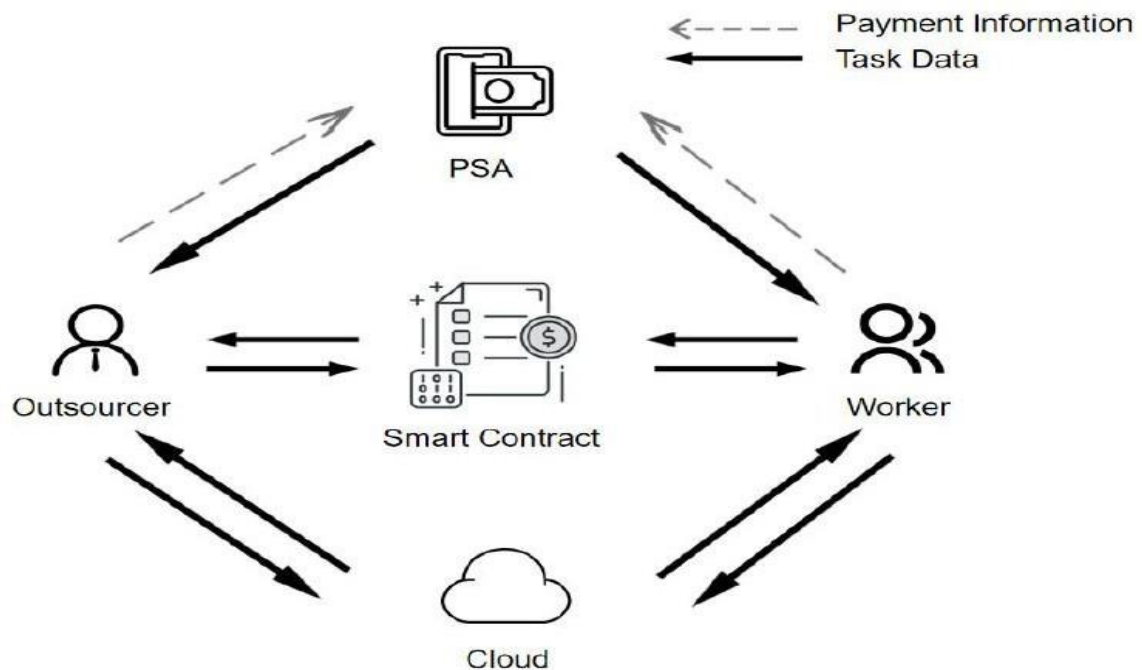 Payment Information
Task Data
PSA
$
Outsourcer
Smart Contract
Worker
Cloud